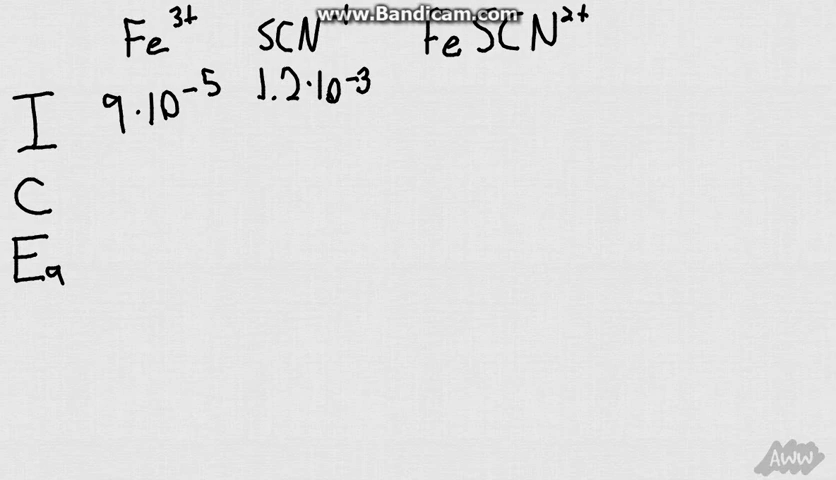 www.Bandicam.com
Fe³⁺ SCN⁻ FeSCN²⁺
I 9·10⁻⁵ 1.2·10⁻³
C
Eq
AWW